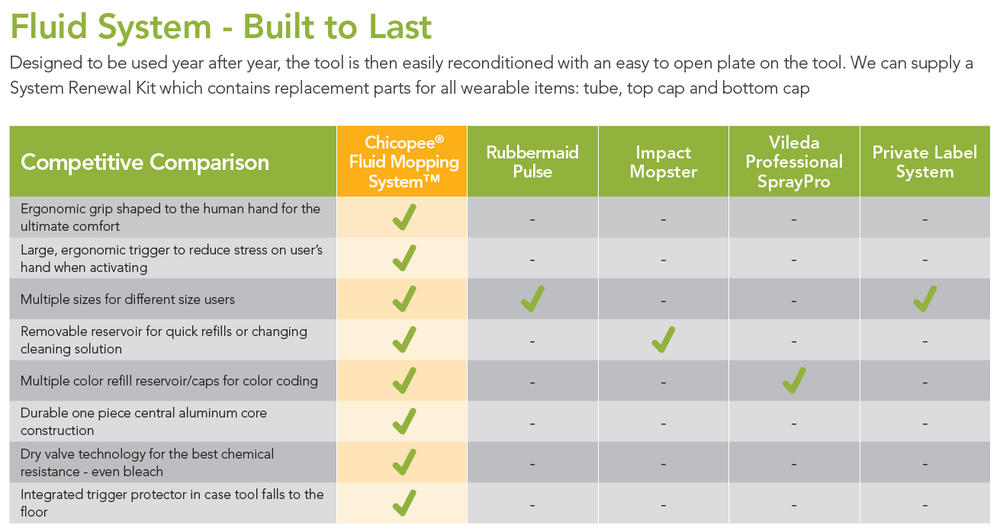 Fluid System - Built to Last
Designed to be used year after year, the tool is then easily reconditioned with an easy to open plate on the tool. We can supply a
System Renewal Kit which contains replacement parts for all wearable items: tube, top cap and bottom cap
Competitive Comparison
Chicopee®
Fluid Mopping
System™
Rubbermaid
Pulse
Impact
Mopster
Vileda
Professional
SprayPro
Private Label
System
Ergonomic grip shaped to the human hand for the
ultimate comfort
✓ - - - -
Large, ergonomic trigger to reduce stress on user’s
hand when activating
✓ - - - -
Multiple sizes for different size users
✓ ✓ - - ✓
Removable reservoir for quick refills or changing
cleaning solution
✓ - ✓ - -
Multiple color refill reservoir/caps for color coding
✓ - - ✓ -
Durable one piece central aluminum core
construction
✓ - - - -
Dry valve technology for the best chemical
resistance - even bleach
✓ - - - -
Integrated trigger protector in case tool falls to the
floor
✓ - - - -